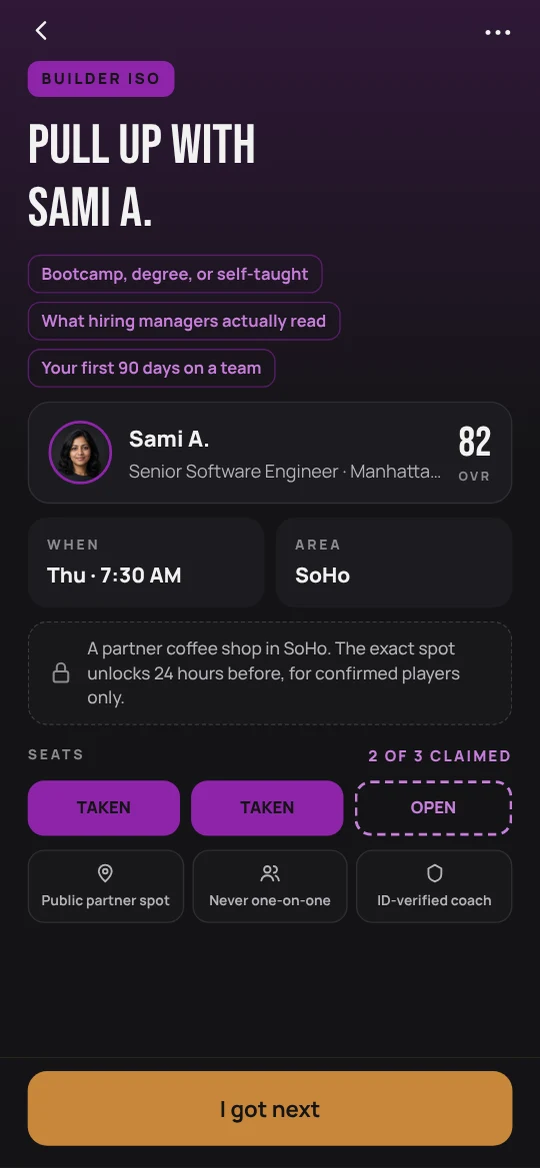 BUILDER ISO
PULL UP WITH
SAMI A.
Bootcamp, degree, or self-taught
What hiring managers actually read
Your first 90 days on a team
Sami A.
Senior Software Engineer · Manhatta...
82
OVR
WHEN
Thu · 7:30 AM
AREA
SoHo
A partner coffee shop in SoHo. The exact spot
unlocks 24 hours before, for confirmed players
only.
SEATS
2 OF 3 CLAIMED
TAKEN
TAKEN
OPEN
Public partner spot
Never one-on-one
ID-verified coach
I got next